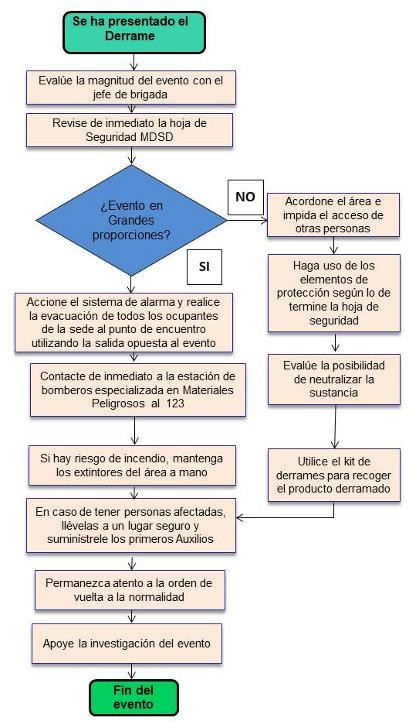 Se ha presentado el
Derrame
Evalúe la magnitud del evento con el
jefe de brigada
Revise de inmediato la hoja de
Seguridad MDSD
¿Evento en
Grandes
proporciones?
NO
SI
Acordone el área e
impida el acceso de
otras personas
Haga uso de los
elementos de
protección según lo de
termine la hoja de
seguridad
Evalúe la posibilidad
de neutralizar la
sustancia
Utilice el kit de
derrames para recoger
el producto derramado
Accione el sistema de alarma y realice
la evacuación de todos los ocupantes
de la sede al punto de encuentro
utilizando la salida opuesta al evento
Contacte de inmediato a la estación de
bomberos especializada en Materiales
Peligrosos al 123
Si hay riesgo de incendio, mantenga
los extintores del área a mano
En caso de tener personas afectadas,
llévelas a un lugar seguro y
suminístrele los primeros Auxilios
Permanezca atento a la orden de
vuelta a la normalidad
Apoye la investigación del evento
Fin del
evento